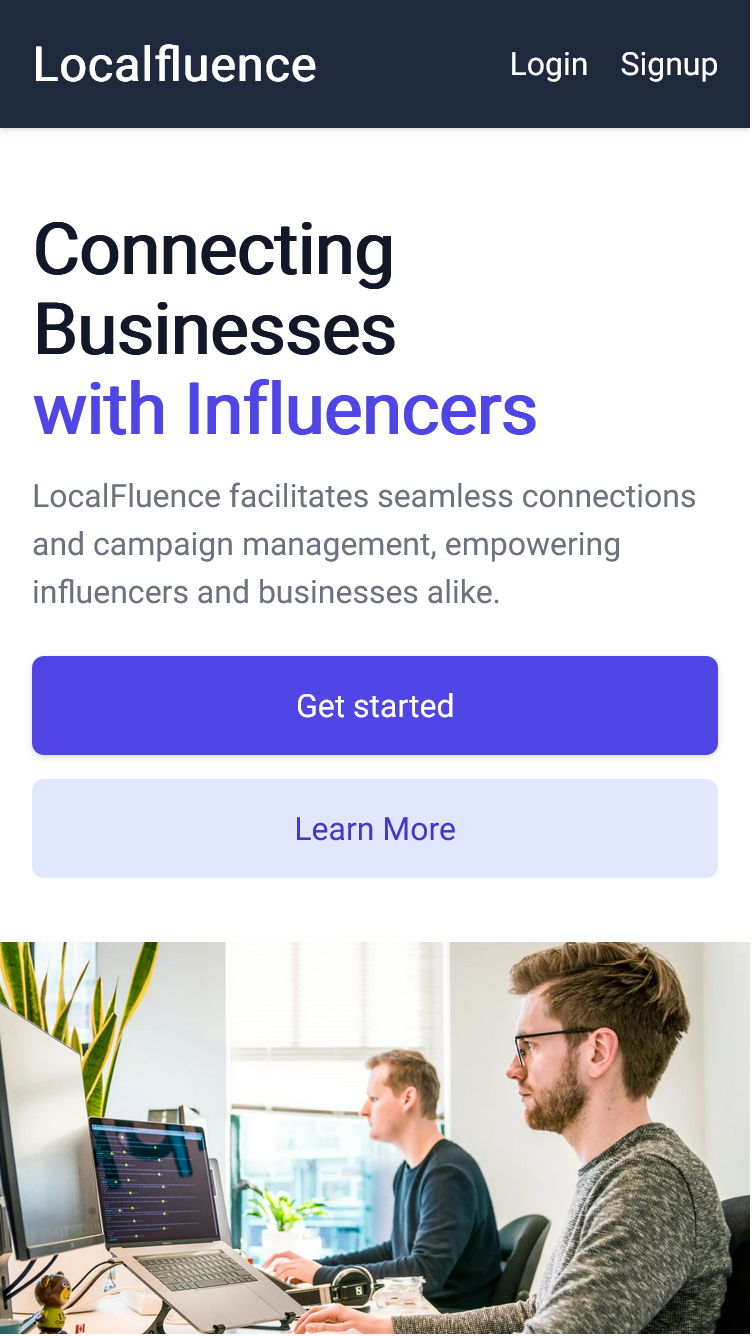 Localfluence
Login Signup
Connecting
Businesses
with Influencers
LocalFluence facilitates seamless connections
and campaign management, empowering
influencers and businesses alike.
Get started
Learn More